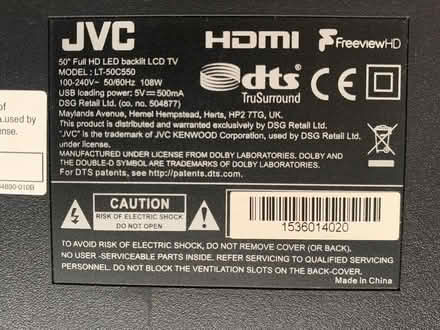 JVC HDMI FreeviewHD
50" Full HD LED backlit LCD TV
MODEL: LT-50C550
100-240V~ 50/60Hz 108W
USB loading power: 5V⎓500mA
DSG Retail Ltd. (co. no. 504877)
Maylands Avenue, Hemel Hempstead, Herts, HP2 7TG, UK.
This product is distributed and warranted exclusively by DSG Retail Ltd.
"JVC" is the trademark of JVC KENWOOD Corporation, used by DSG Retail Ltd.
under license.
dts
TruSurround
CE
MANUFACTURED UNDER LICENSE FROM DOLBY LABORATORIES. DOLBY AND
THE DOUBLE-D SYMBOL ARE TRADEMARKS OF DOLBY LABORATORIES.
For DTS patents, see http://patents.dts.com.
CAUTION
RISK OF ELECTRIC SHOCK
DO NOT OPEN
1536014020
TO AVOID RISK OF ELECTRIC SHOCK, DO NOT REMOVE COVER (OR BACK).
NO USER -SERVICEABLE PARTS INSIDE. REFER SERVICING TO QUALIFIED SERVICING
PERSONNEL. DO NOT BLOCK THE VENTILATION SLOTS ON THE BACK COVER.
Made in China
of
used by
ense.